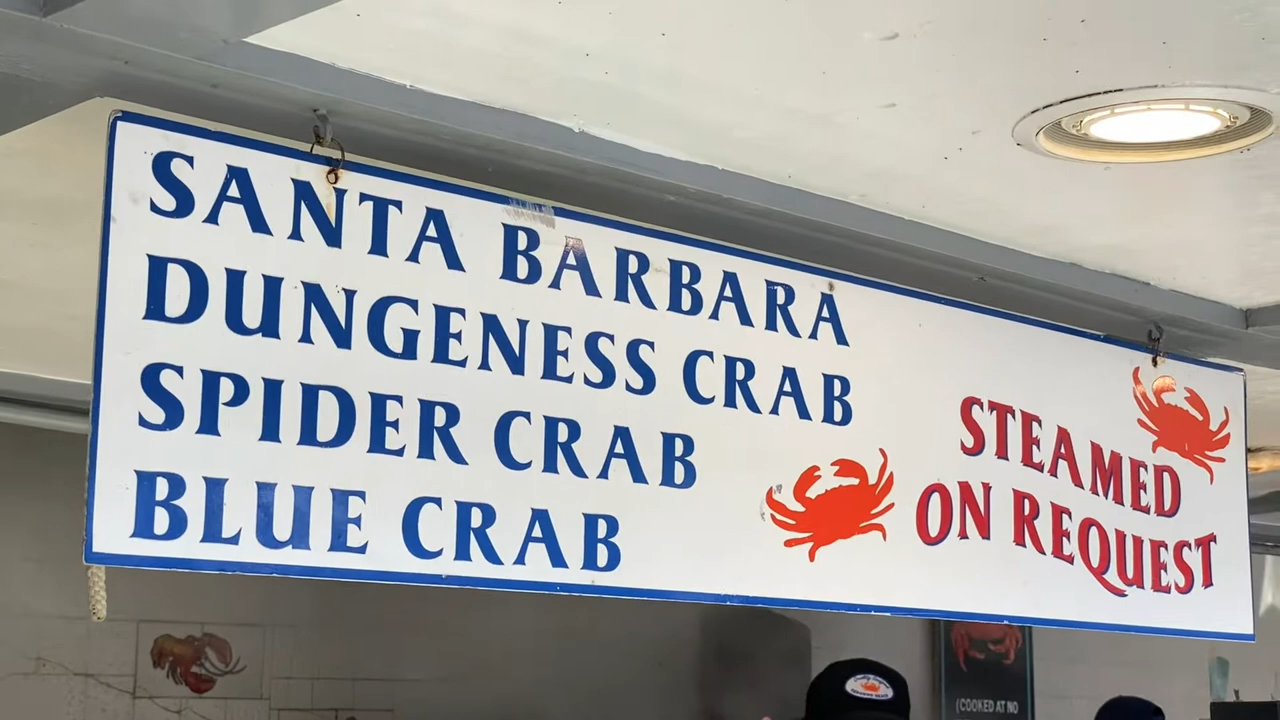 SANTA BARBARA
DUNGENESS CRAB
SPIDER CRAB
BLUE CRAB
STEAMED
ON REQUEST
(COOKED AT NO